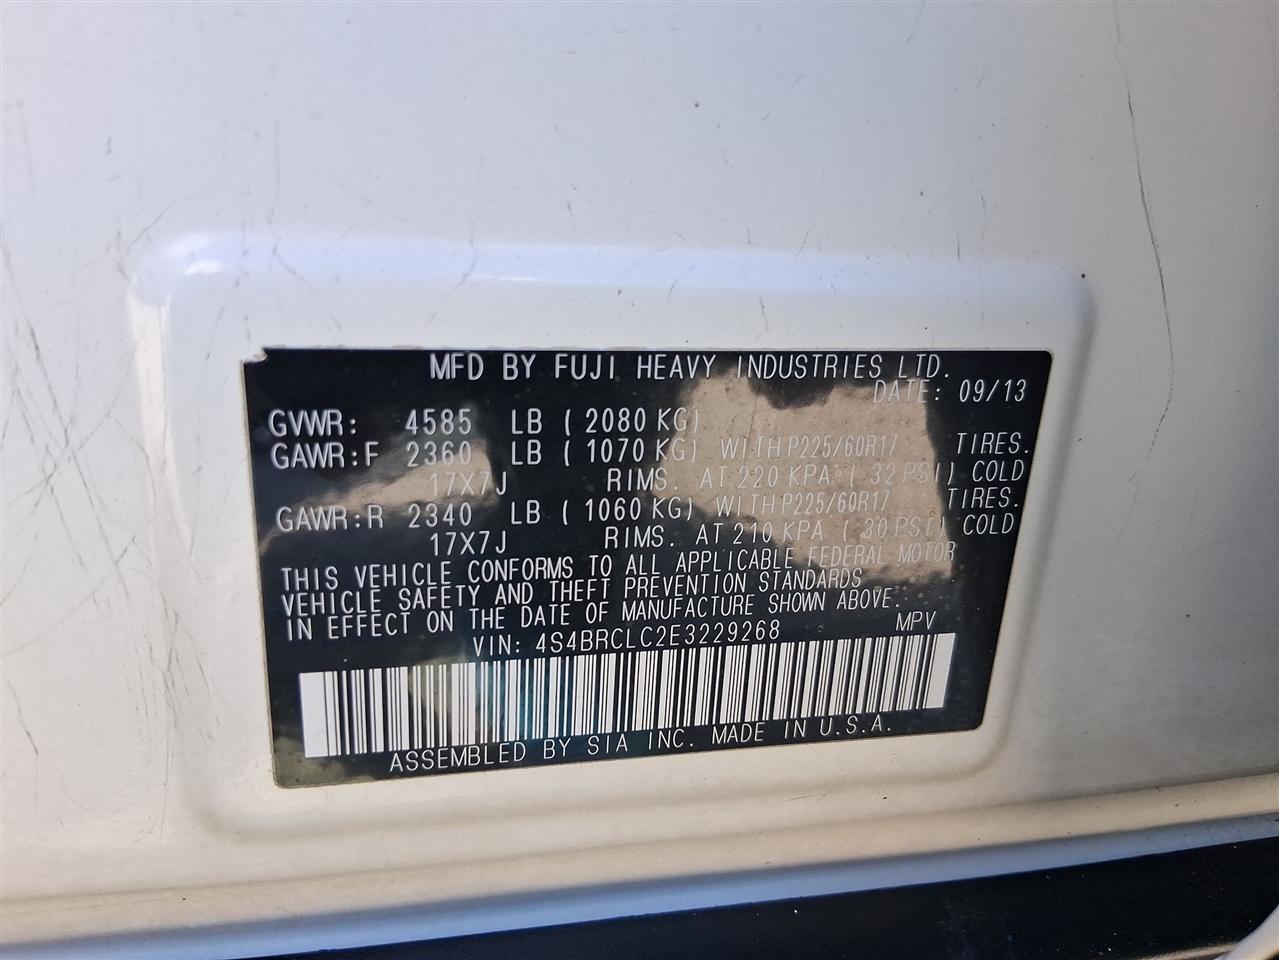 MFD BY FUJI HEAVY INDUSTRIES LTD.
DATE: 09/13
GVWR: 4585 LB ( 2080 KG)
GAWR:F 2360 LB ( 1070 KG) WITH P225/60R17 TIRES.
17X7J RIMS. AT 220 KPA ( 32 PSI) COLD
GAWR:R 2340 LB ( 1060 KG) WITH P225/60R17 TIRES.
17X7J RIMS. AT 210 KPA ( 30 PSI) COLD
THIS VEHICLE CONFORMS TO ALL APPLICABLE FEDERAL MOTOR
VEHICLE SAFETY AND THEFT PREVENTION STANDARDS
IN EFFECT ON THE DATE OF MANUFACTURE SHOWN ABOVE.
VIN: 4S4BRCLC2E3229268 MPV
ASSEMBLED BY SIA INC. MADE IN U.S.A.